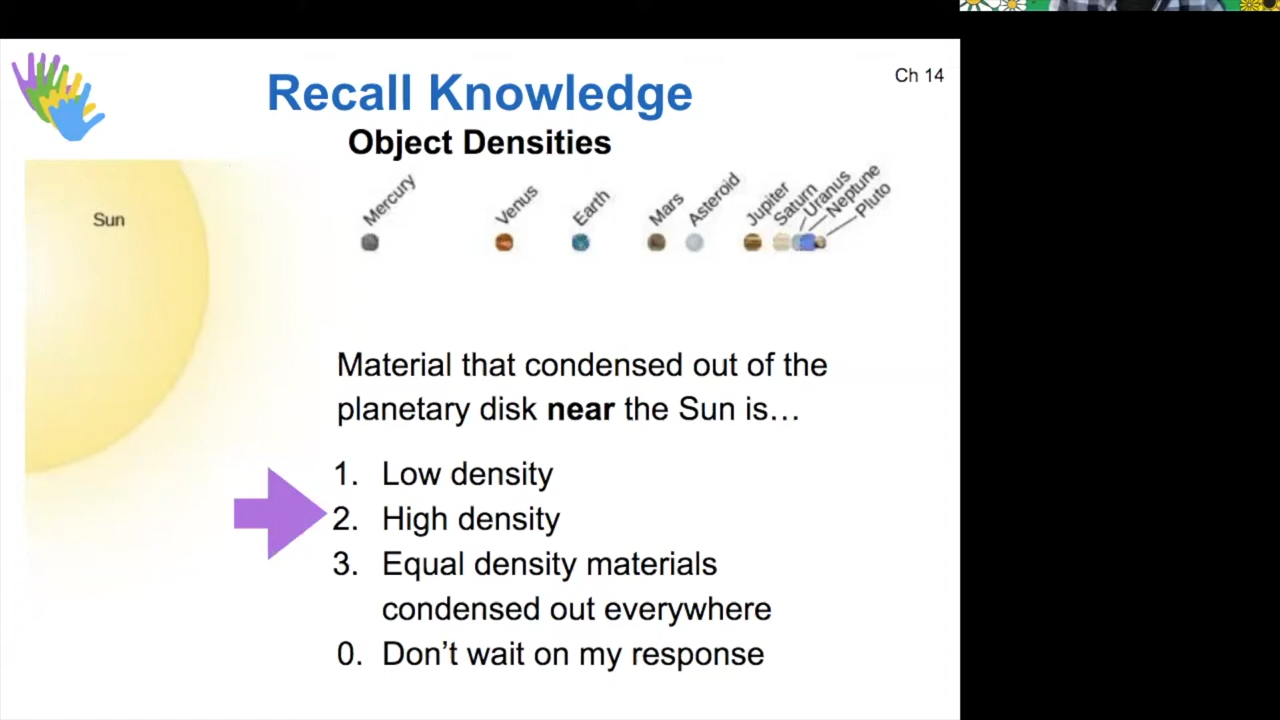 Recall Knowledge
Ch 14
Object Densities
Sun
Mercury
Venus
Earth
Mars
Asteroid
Jupiter
Saturn
Uranus
Neptune
Pluto
Material that condensed out of the
planetary disk near the Sun is…
1. Low density
2. High density
3. Equal density materials
condensed out everywhere
0. Don’t wait on my response